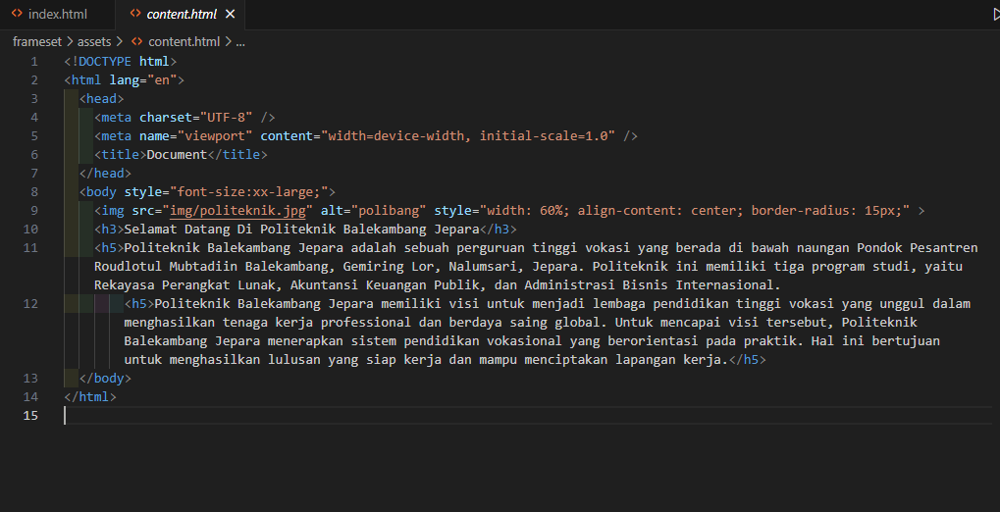 index.html content.html
frameset > assets > content.html > ...
1 <!DOCTYPE html>
2 <html lang="en">
3 <head>
4 <meta charset="UTF-8" />
5 <meta name="viewport" content="width=device-width, initial-scale=1.0" />
6 <title>Document</title>
7 </head>
8 <body style="font-size:xx-large;">
9 <img src="img/politeknik.jpg" alt="polibang" style="width: 60%; align-content: center; border-radius: 15px;" >
10 <h3>Selamat Datang Di Politeknik Balekambang Jepara</h3>
11 <h5>Politeknik Balekambang Jepara adalah sebuah perguruan tinggi vokasi yang berada di bawah naungan Pondok Pesantren
Roudlotul Mubtadiin Balekambang, Gemiring Lor, Nalumsari, Jepara. Politeknik ini memiliki tiga program studi, yaitu
Rekayasa Perangkat Lunak, Akuntansi Keuangan Publik, dan Administrasi Bisnis Internasional.
12 <h5>Politeknik Balekambang Jepara memiliki visi untuk menjadi lembaga pendidikan tinggi vokasi yang unggul dalam
menghasilkan tenaga kerja professional dan berdaya saing global. Untuk mencapai visi tersebut, Politeknik
Balekambang Jepara menerapkan sistem pendidikan vokasional yang berorientasi pada praktik. Hal ini bertujuan
untuk menghasilkan lulusan yang siap kerja dan mampu menciptakan lapangan kerja.</h5>
13 </body>
14 </html>
15